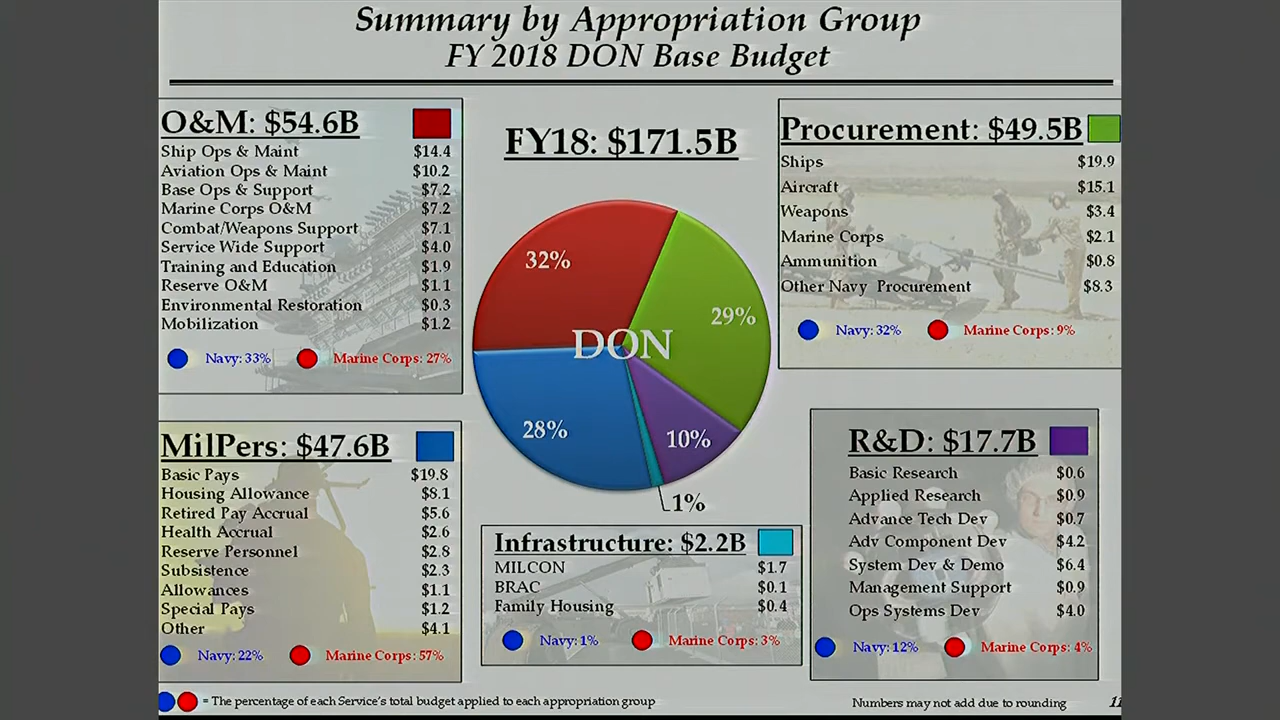 Summary by Appropriation Group
FY 2018 DON Base Budget
O&M: $54.6B
Ship Ops & Maint $14.4
Aviation Ops & Maint $10.2
Base Ops & Support $7.2
Marine Corps O&M $7.2
Combat/Weapons Support $7.1
Service Wide Support $4.0
Training and Education $1.9
Reserve O&M $1.1
Environmental Restoration $0.3
Mobilization $1.2
Navy: 33% Marine Corps: 27%
FY18: $171.5B
32%
29%
DON
28%
10%
1%
Procurement: $49.5B
Ships $19.9
Aircraft $15.1
Weapons $3.4
Marine Corps $2.1
Ammunition $0.8
Other Navy Procurement $8.3
Navy: 32% Marine Corps: 9%
MilPers: $47.6B
Basic Pays $19.8
Housing Allowance $8.1
Retired Pay Accrual $5.6
Health Accrual $2.6
Reserve Personnel $2.8
Subsistence $2.3
Allowances $1.1
Special Pays $1.2
Other $4.1
Navy: 22% Marine Corps: 57%
Infrastructure: $2.2B
MILCON $1.7
BRAC $0.1
Family Housing $0.4
Navy: 1% Marine Corps: 3%
R&D: $17.7B
Basic Research $0.6
Applied Research $0.9
Advance Tech Dev $0.7
Adv Component Dev $4.2
System Dev & Demo $6.4
Management Support $0.9
Ops Systems Dev $4.0
Navy: 12% Marine Corps: 4%
= The percentage of each Service's total budget applied to each appropriation group
Numbers may not add due to rounding